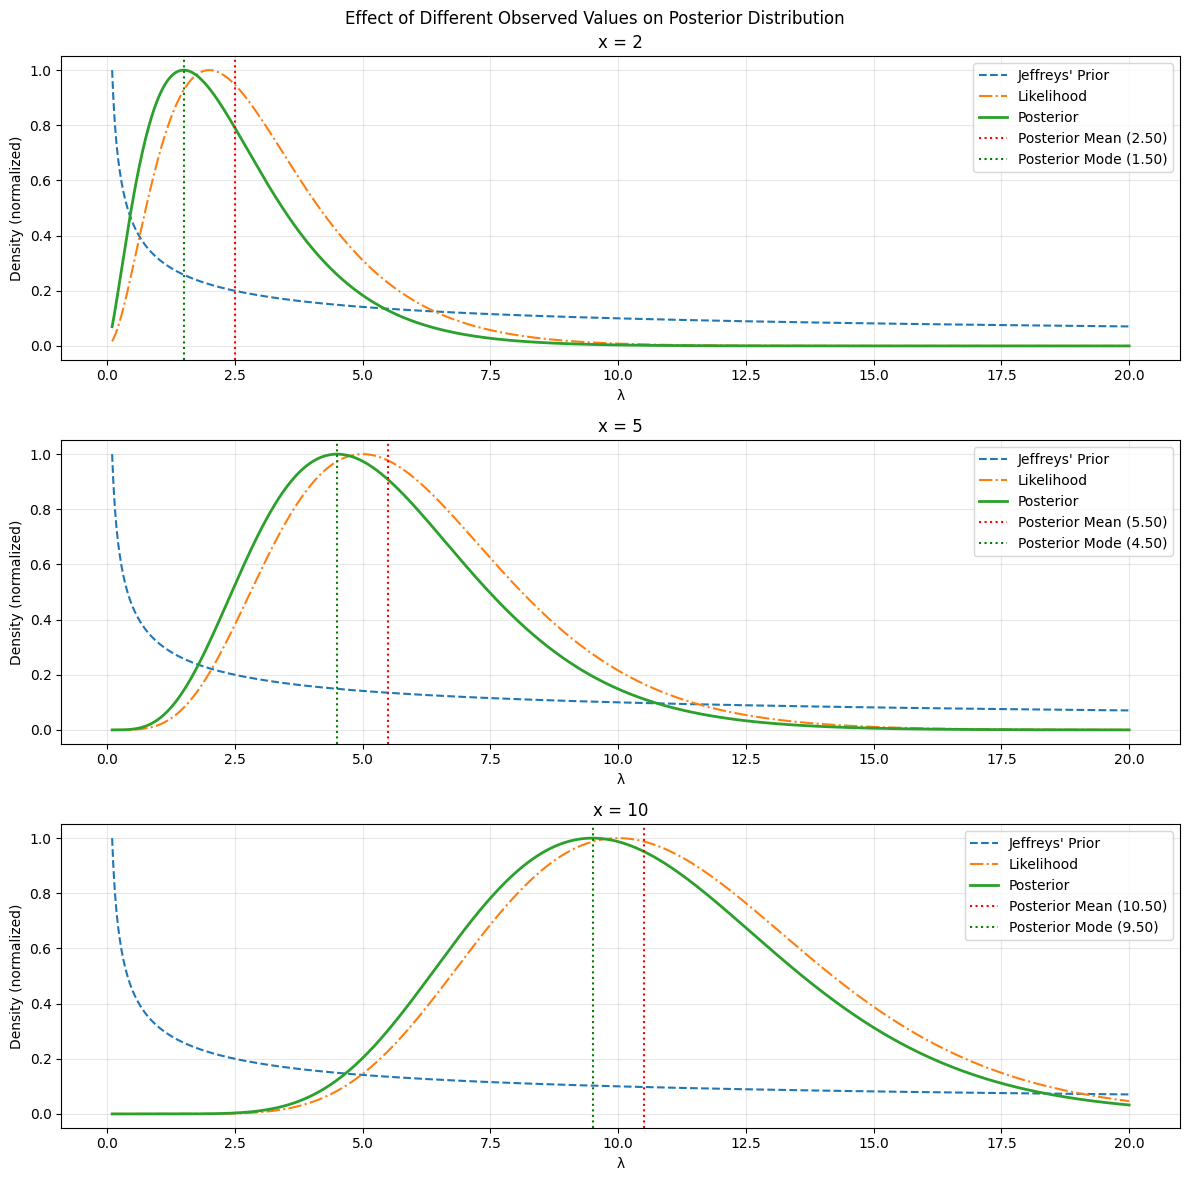 Effect of Different Observed Values on Posterior Distribution
x = 2
Density (normalized)
1.0
0.8
0.6
0.4
0.2
0.0
Jeffreys' Prior
Likelihood
Posterior
Posterior Mean (2.50)
Posterior Mode (1.50)
0.0 2.5 5.0 7.5 10.0 12.5 15.0 17.5 20.0
λ
x = 5
Density (normalized)
1.0
0.8
0.6
0.4
0.2
0.0
Jeffreys' Prior
Likelihood
Posterior
Posterior Mean (5.50)
Posterior Mode (4.50)
0.0 2.5 5.0 7.5 10.0 12.5 15.0 17.5 20.0
λ
x = 10
Density (normalized)
1.0
0.8
0.6
0.4
0.2
0.0
Jeffreys' Prior
Likelihood
Posterior
Posterior Mean (10.50)
Posterior Mode (9.50)
0.0 2.5 5.0 7.5 10.0 12.5 15.0 17.5 20.0
λ